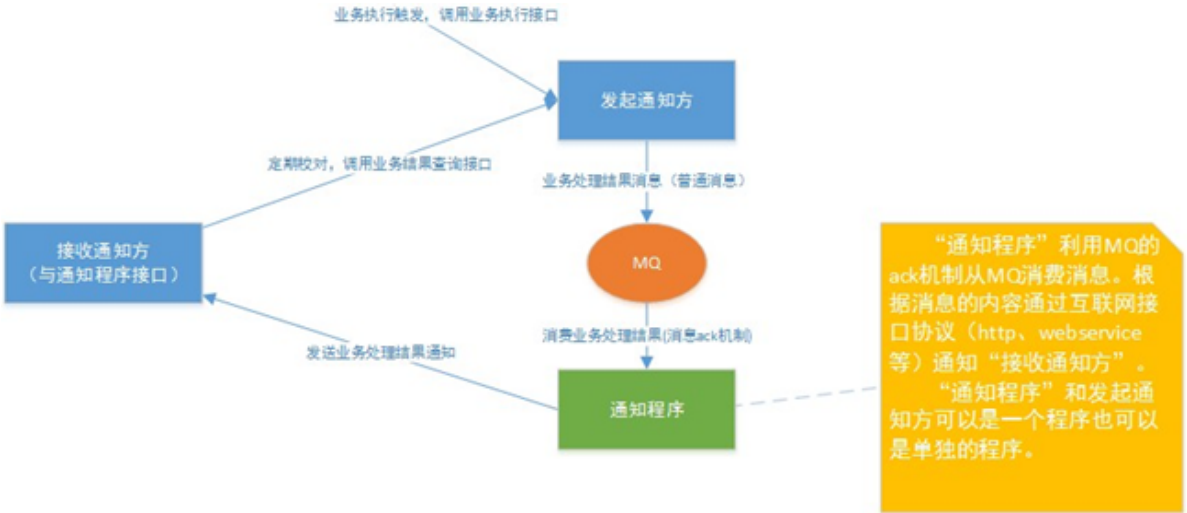 业务执行触发，调用业务执行接口
发起通知方
定期校对，调用业务结果查询接口
业务处理结果消息（普通消息）
接收通知方
（与通知程序接口）
MQ
“通知程序”利用MQ的
ack机制从MQ消费消息。根
据消息的内容通过互联网接
口协议（http、webservice
等）通知“接收通知方”。
“通知程序”和发起通
知方可以是一个程序也可以
是单独的程序。
消费业务处理结果(消息ack机制)
发送业务处理结果通知
通知程序